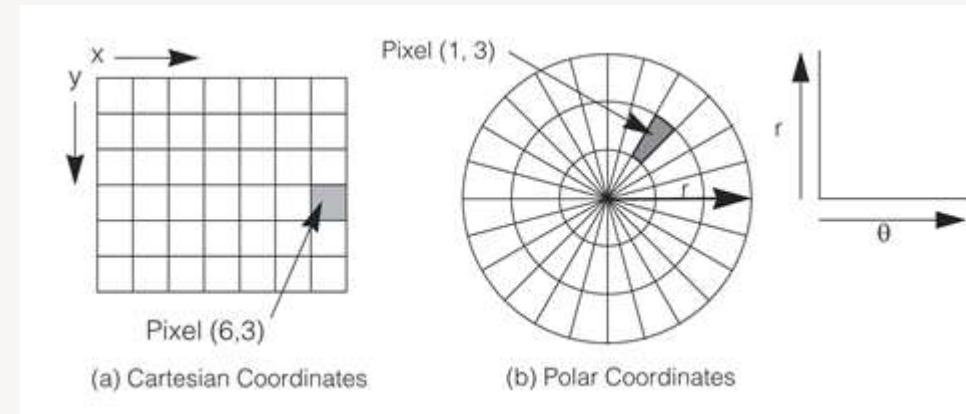 x
y
Pixel (6,3)
(a) Cartesian Coordinates
Pixel (1, 3)
r
(b) Polar Coordinates
r
θ